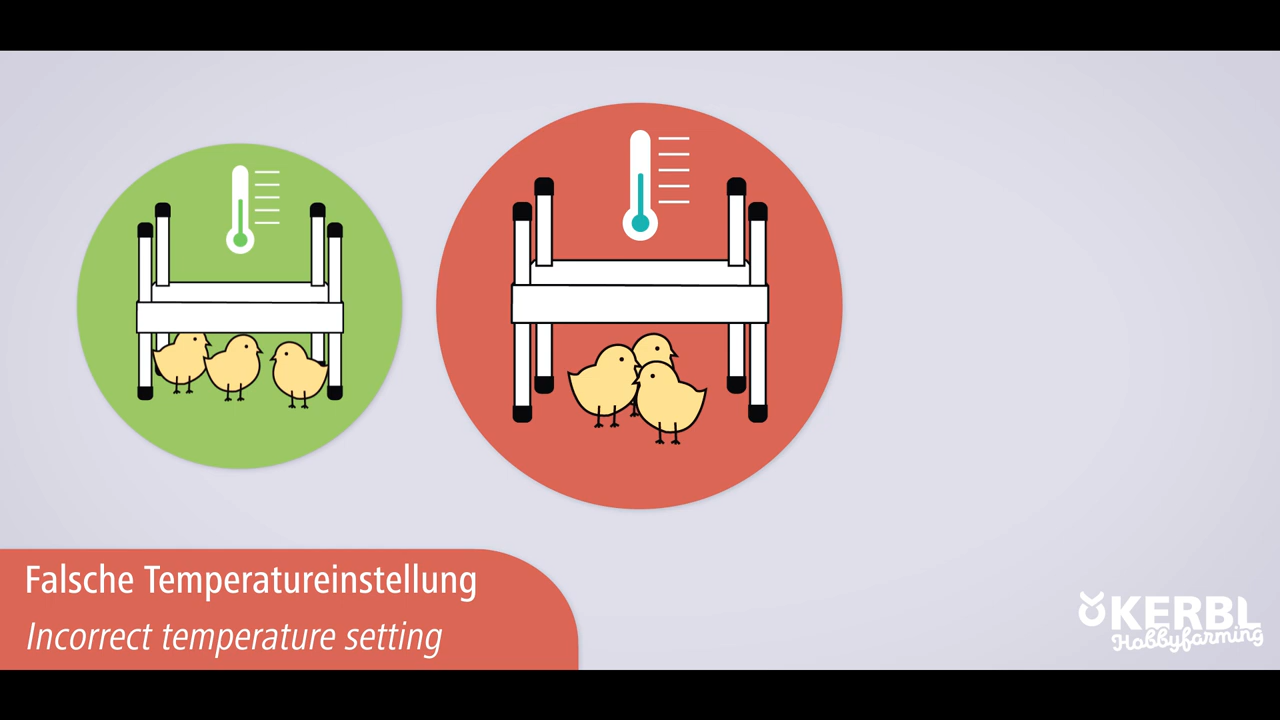 Falsche Temperatureinstellung
Incorrect temperature setting
KERBL
Hobbyfarming